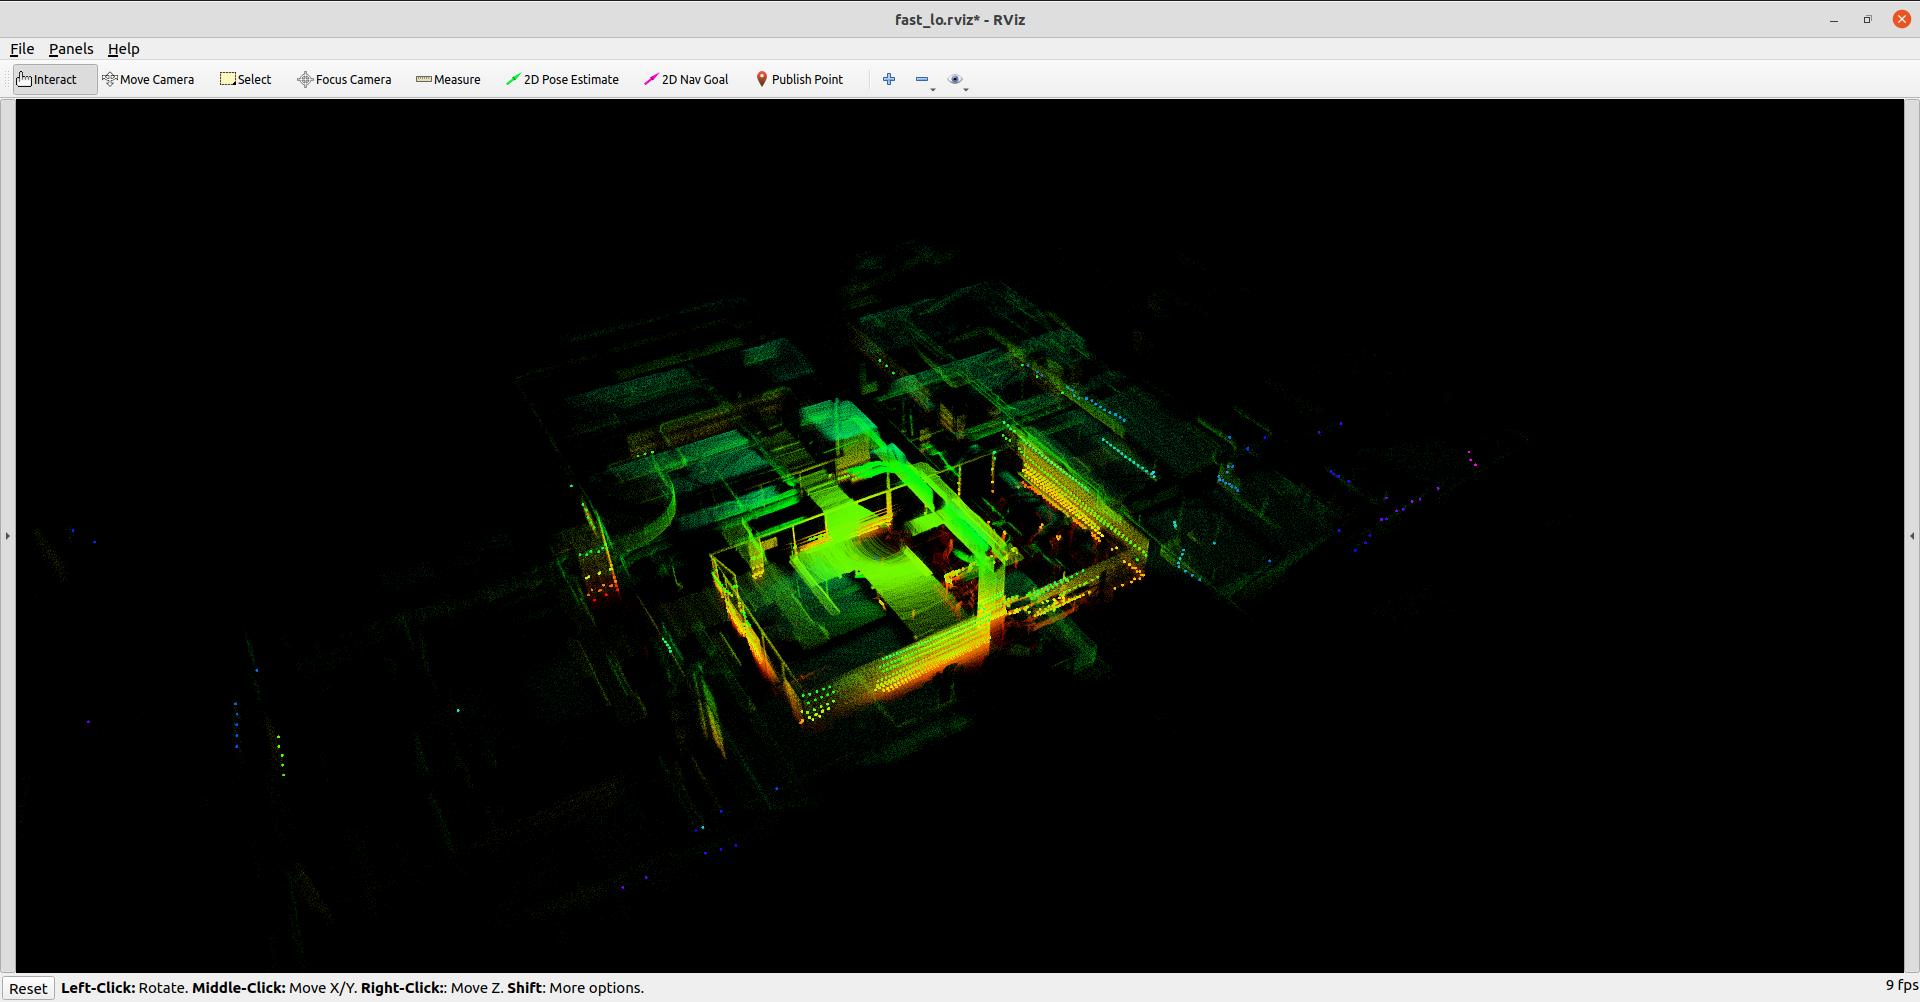 fast_lo.rviz* - RViz
File Panels Help
Interact Move Camera Select Focus Camera Measure 2D Pose Estimate 2D Nav Goal Publish Point
Reset Left-Click: Rotate. Middle-Click: Move X/Y. Right-Click:: Move Z. Shift: More options. 9 fps